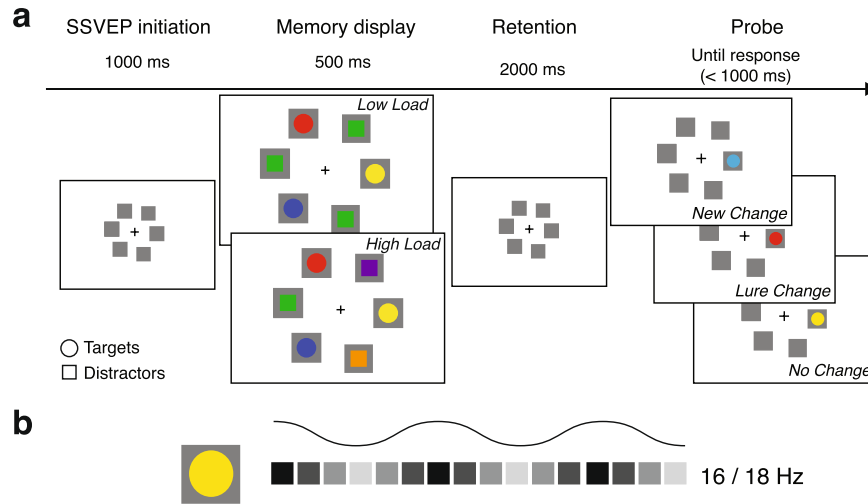 a
SSVEP initiation
1000 ms
Memory display
500 ms
Retention
2000 ms
Probe
Until response
(< 1000 ms)
Low Load
High Load
New Change
Lure Change
No Change
Targets
Distractors
b
16 / 18 Hz